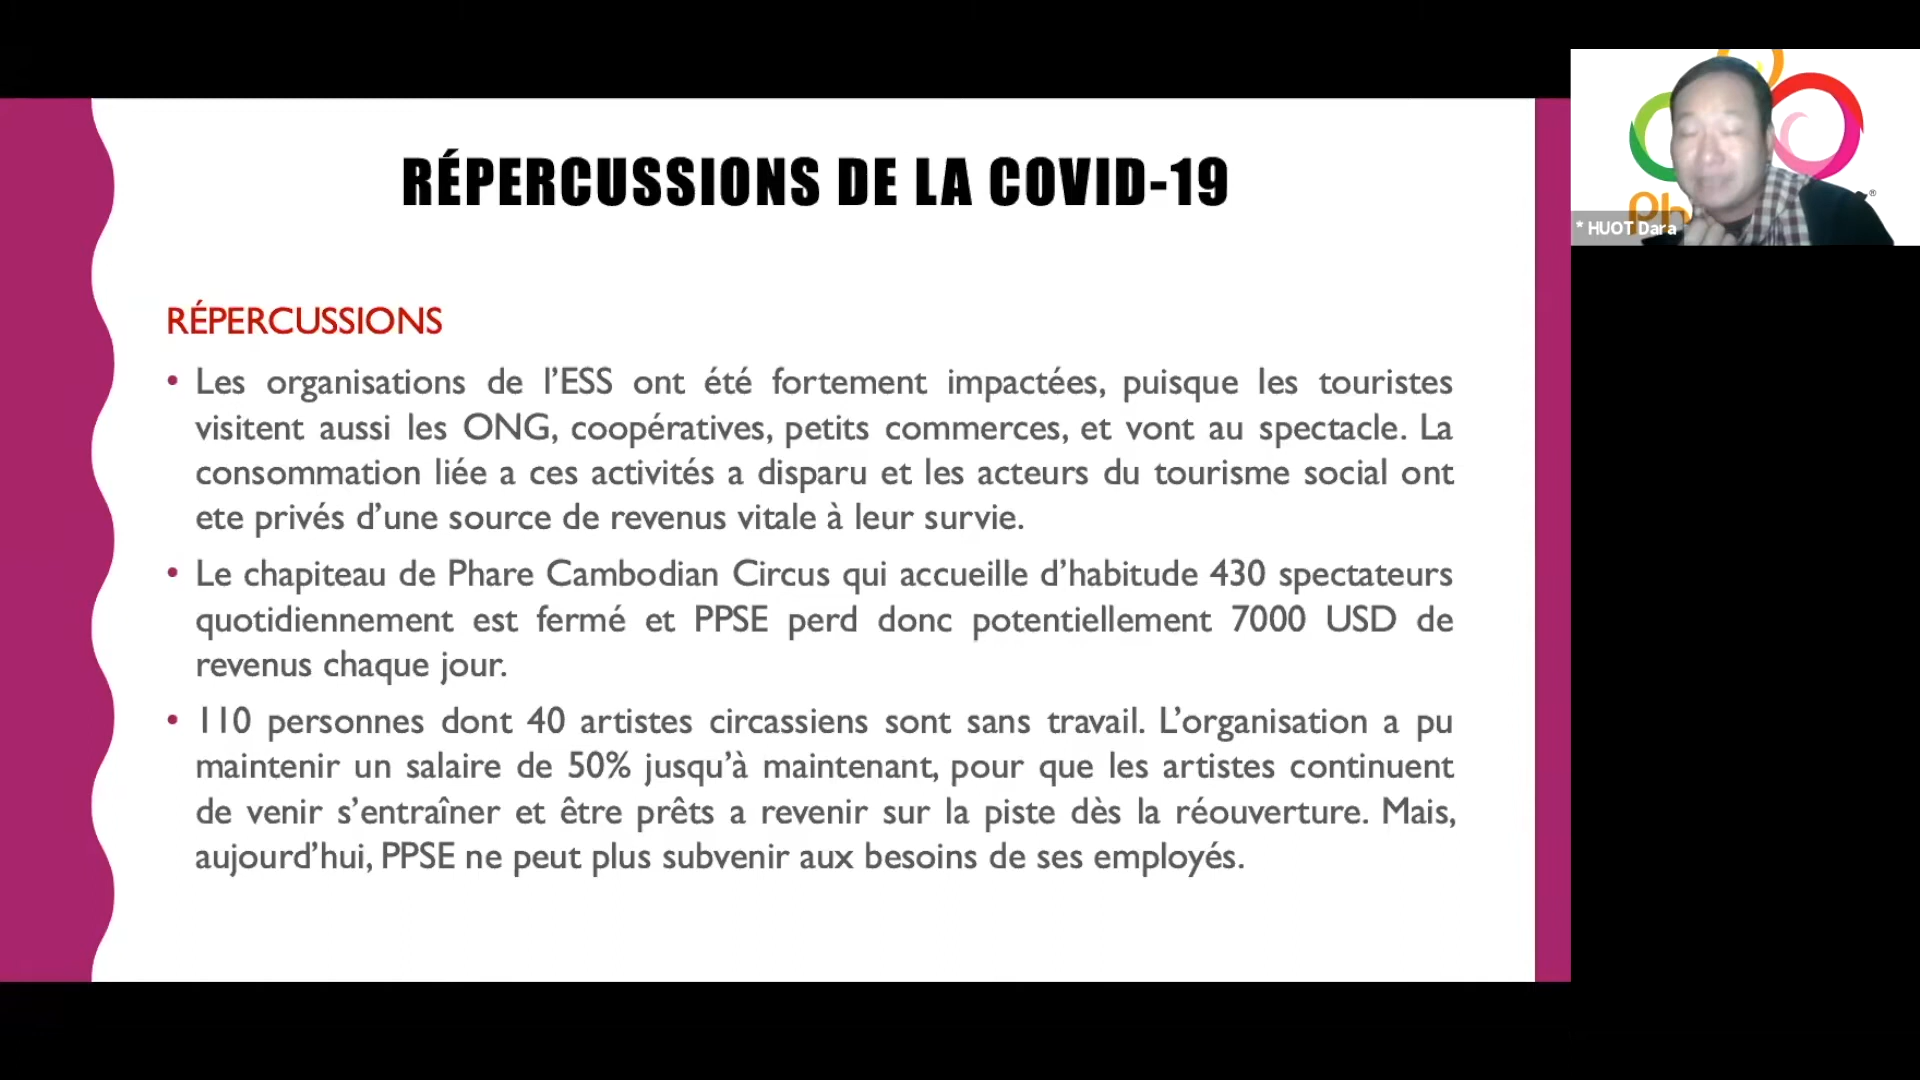 RÉPERCUSSIONS DE LA COVID-19
RÉPERCUSSIONS
• Les organisations de l’ESS ont été fortement impactées, puisque les touristes
visitent aussi les ONG, coopératives, petits commerces, et vont au spectacle. La
consommation liée a ces activités a disparu et les acteurs du tourisme social ont
ete privés d’une source de revenus vitale à leur survie.
• Le chapiteau de Phare Cambodian Circus qui accueille d’habitude 430 spectateurs
quotidiennement est fermé et PPSE perd donc potentiellement 7000 USD de
revenus chaque jour.
• 110 personnes dont 40 artistes circassiens sont sans travail. L’organisation a pu
maintenir un salaire de 50% jusqu’à maintenant, pour que les artistes continuent
de venir s’entraîner et être prêts a revenir sur la piste dès la réouverture. Mais,
aujourd’hui, PPSE ne peut plus subvenir aux besoins de ses employés.
* HUOT Dara